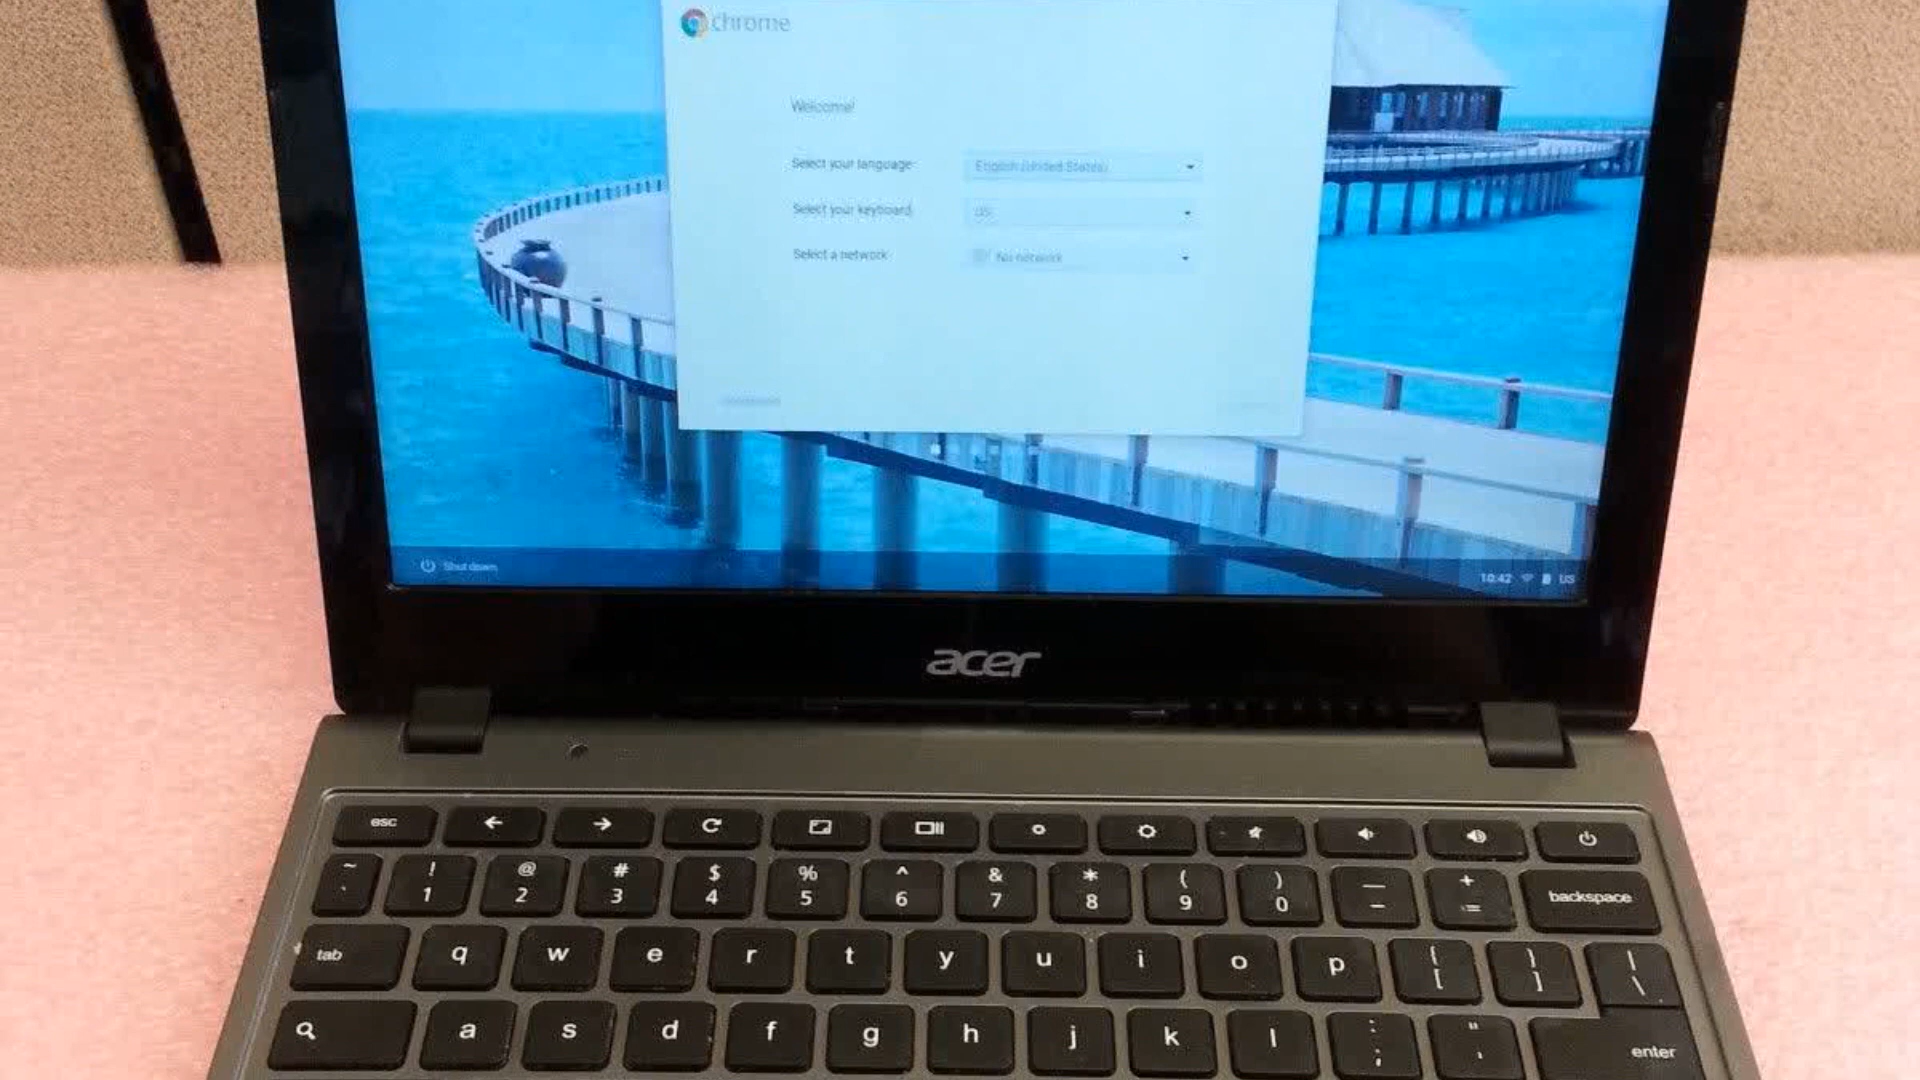 chrome
Welcome!
Select your language English (United States)
Select your keyboard US
Select a network No network
Shut down
10:42 US
acer
esc
~ ! @ # $ % ^ & * ( ) — +
` 1 2 3 4 5 6 7 8 9 0 – = backspace
tab q w e r t y u i o p { [ } ] | \
a s d f g h j k l : ; " ' enter